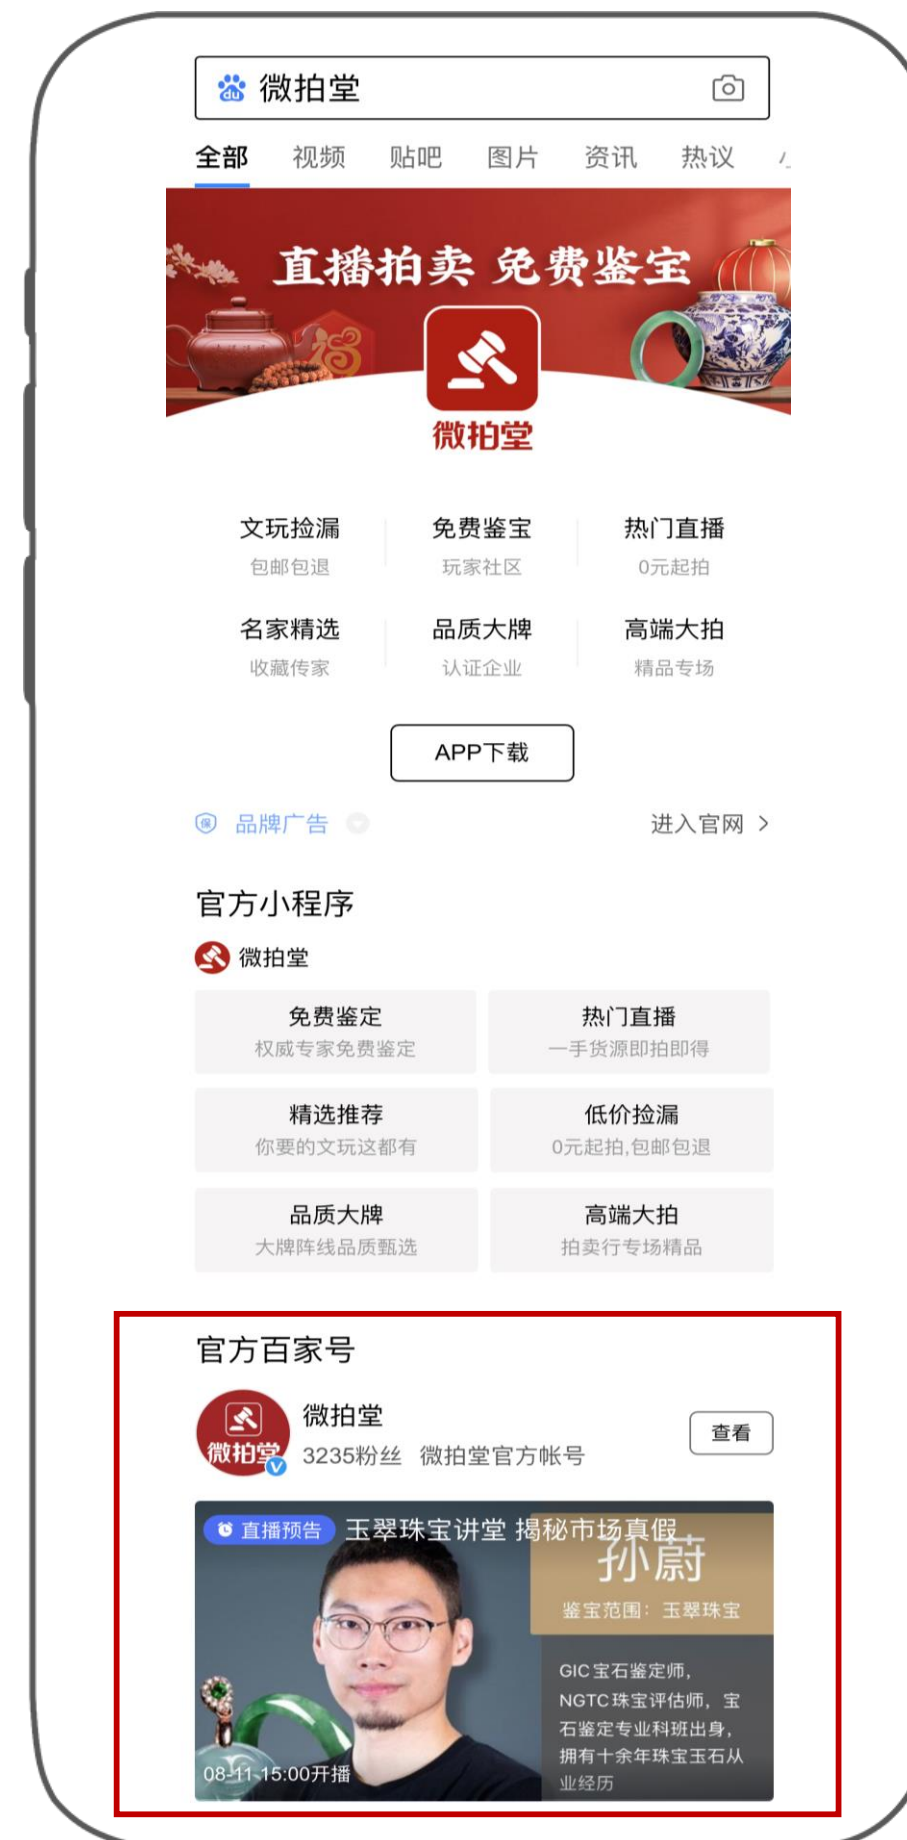 du 微拍堂
全部 视频 贴吧 图片 资讯 热议
直播拍卖 免费鉴宝
福
微拍堂
文玩捡漏 免费鉴宝 热门直播
包邮包退 玩家社区 0元起拍
名家精选 品质大牌 高端大拍
收藏传家 认证企业 精品专场
APP下载
保 品牌广告 进入官网
官方小程序
微拍堂
免费鉴定 热门直播
权威专家免费鉴定 一手货源即拍即得
精选推荐 低价捡漏
你要的文玩这都有 0元起拍,包邮包退
品质大牌 高端大拍
大牌阵线品质甄选 拍卖行专场精品
官方百家号
微拍堂
微拍堂
3235粉丝 微拍堂官方帐号
查看
直播预告 玉翠珠宝讲堂 揭秘市场真假
孙蔚
鉴宝范围：玉翠珠宝
GIC宝石鉴定师，
NGTC珠宝评估师，宝
石鉴定专业科班出身，
拥有十余年珠宝玉石从
业经历
08-11 15:00开播